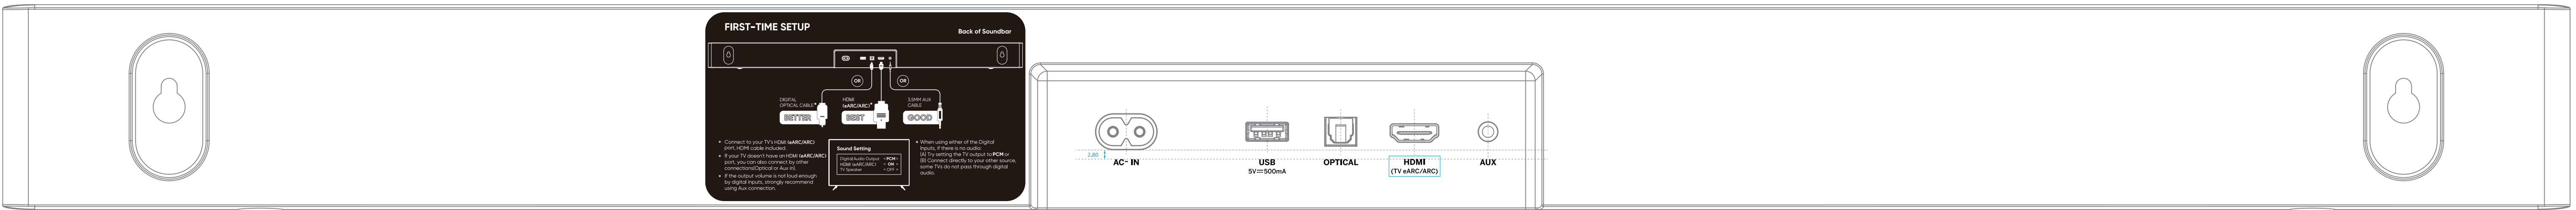 FIRST-TIME SETUP
Back of Soundbar
OR
OR
DIGITAL
OPTICAL CABLE*
HDMI
(eARC/ARC)*
3.5MM AUX
CABLE
BETTER
BEST
GOOD
• Connect to your TV's HDMI (eARC/ARC)
port, HDMI cable included.
• If your TV doesn't have an HDMI (eARC/ARC)
port, you can also connect by other
connections(Optical or Aux in).
• If the output volume is not loud enough
by digital inputs, strongly recommend
using Aux connection.
Sound Setting
Digital Audio Output < PCM >
HDMI (eARC/ARC) < ON >
TV Speaker < OFF >
• When using either of the Digital
Inputs, if there is no audio:
(A) Try setting the TV output to PCM or
(B) Connect directly to your other source,
some TVs do not pass through digital
audio.
2.80
AC~ IN
USB
5V⎓500mA
OPTICAL
HDMI
(TV eARC/ARC)
AUX